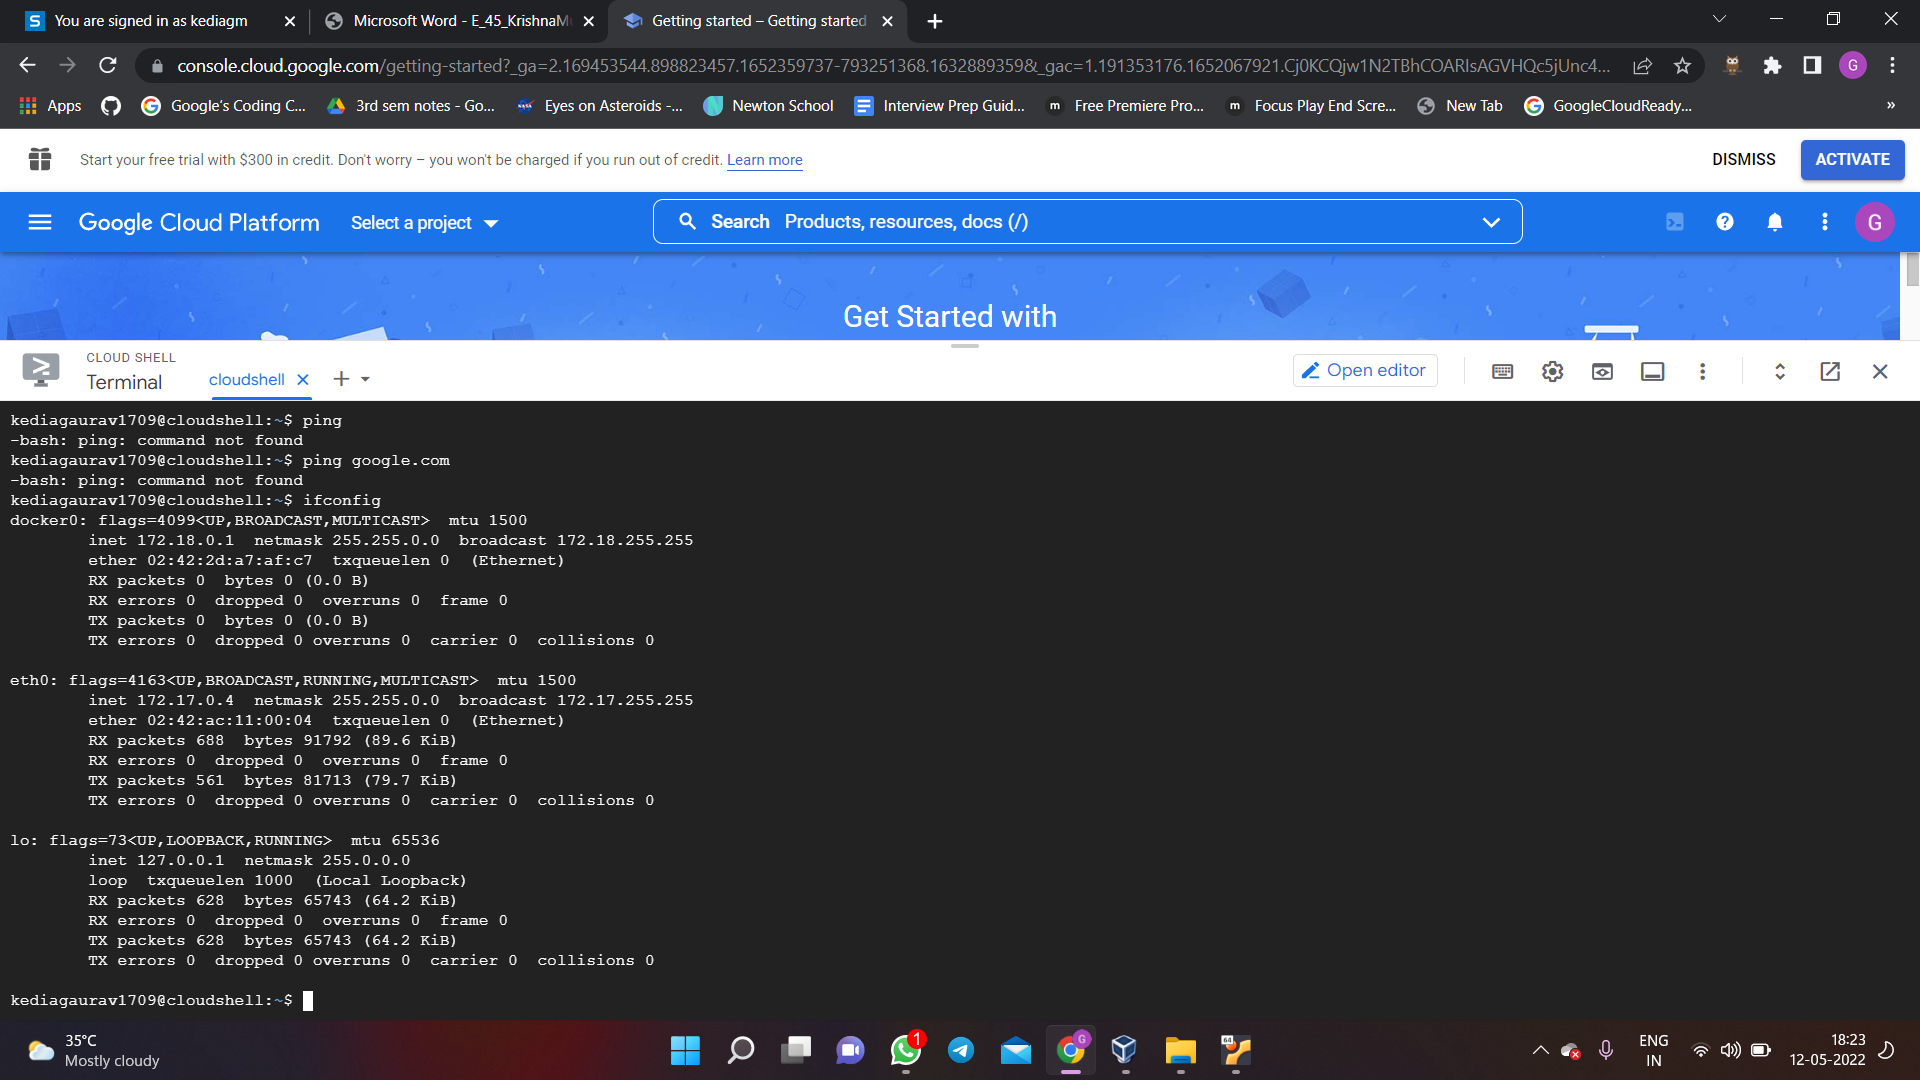 You are signed in as kediagm
Microsoft Word - E_45_KrishnaM
Getting started – Getting started
console.cloud.google.com/getting-started?_ga=2.169453544.898823457.1652359737-793251368.1632889359&_gac=1.191353176.1652067921.Cj0KCQjw1N2TBhCOARIsAGVHQc5jUnc4...
G
Apps
Google's Coding C...
3rd sem notes - Go...
Eyes on Asteroids -...
Newton School
Interview Prep Guid...
m Free Premiere Pro...
m Focus Play End Scre...
New Tab
GoogleCloudReady...
»
Start your free trial with $300 in credit. Don't worry – you won't be charged if you run out of credit. Learn more
DISMISS
ACTIVATE
Google Cloud Platform
Select a project
Search Products, resources, docs (/)
G
Get Started with
CLOUD SHELL
Terminal
cloudshell
Open editor
kediagaurav1709@cloudshell:~$ ping
-bash: ping: command not found
kediagaurav1709@cloudshell:~$ ping google.com
-bash: ping: command not found
kediagaurav1709@cloudshell:~$ ifconfig
docker0: flags=4099<UP,BROADCAST,MULTICAST>  mtu 1500
        inet 172.18.0.1  netmask 255.255.0.0  broadcast 172.18.255.255
        ether 02:42:2d:a7:af:c7  txqueuelen 0  (Ethernet)
        RX packets 0  bytes 0 (0.0 B)
        RX errors 0  dropped 0  overruns 0  frame 0
        TX packets 0  bytes 0 (0.0 B)
        TX errors 0  dropped 0 overruns 0  carrier 0  collisions 0
eth0: flags=4163<UP,BROADCAST,RUNNING,MULTICAST>  mtu 1500
        inet 172.17.0.4  netmask 255.255.0.0  broadcast 172.17.255.255
        ether 02:42:ac:11:00:04  txqueuelen 0  (Ethernet)
        RX packets 688  bytes 91792 (89.6 KiB)
        RX errors 0  dropped 0  overruns 0  frame 0
        TX packets 561  bytes 81713 (79.7 KiB)
        TX errors 0  dropped 0 overruns 0  carrier 0  collisions 0
lo: flags=73<UP,LOOPBACK,RUNNING>  mtu 65536
        inet 127.0.0.1  netmask 255.0.0.0
        loop  txqueuelen 1000  (Local Loopback)
        RX packets 628  bytes 65743 (64.2 KiB)
        RX errors 0  dropped 0  overruns 0  frame 0
        TX packets 628  bytes 65743 (64.2 KiB)
        TX errors 0  dropped 0 overruns 0  carrier 0  collisions 0
kediagaurav1709@cloudshell:~$
35°C
Mostly cloudy
1
G
64
ENG
IN
18:23
12-05-2022